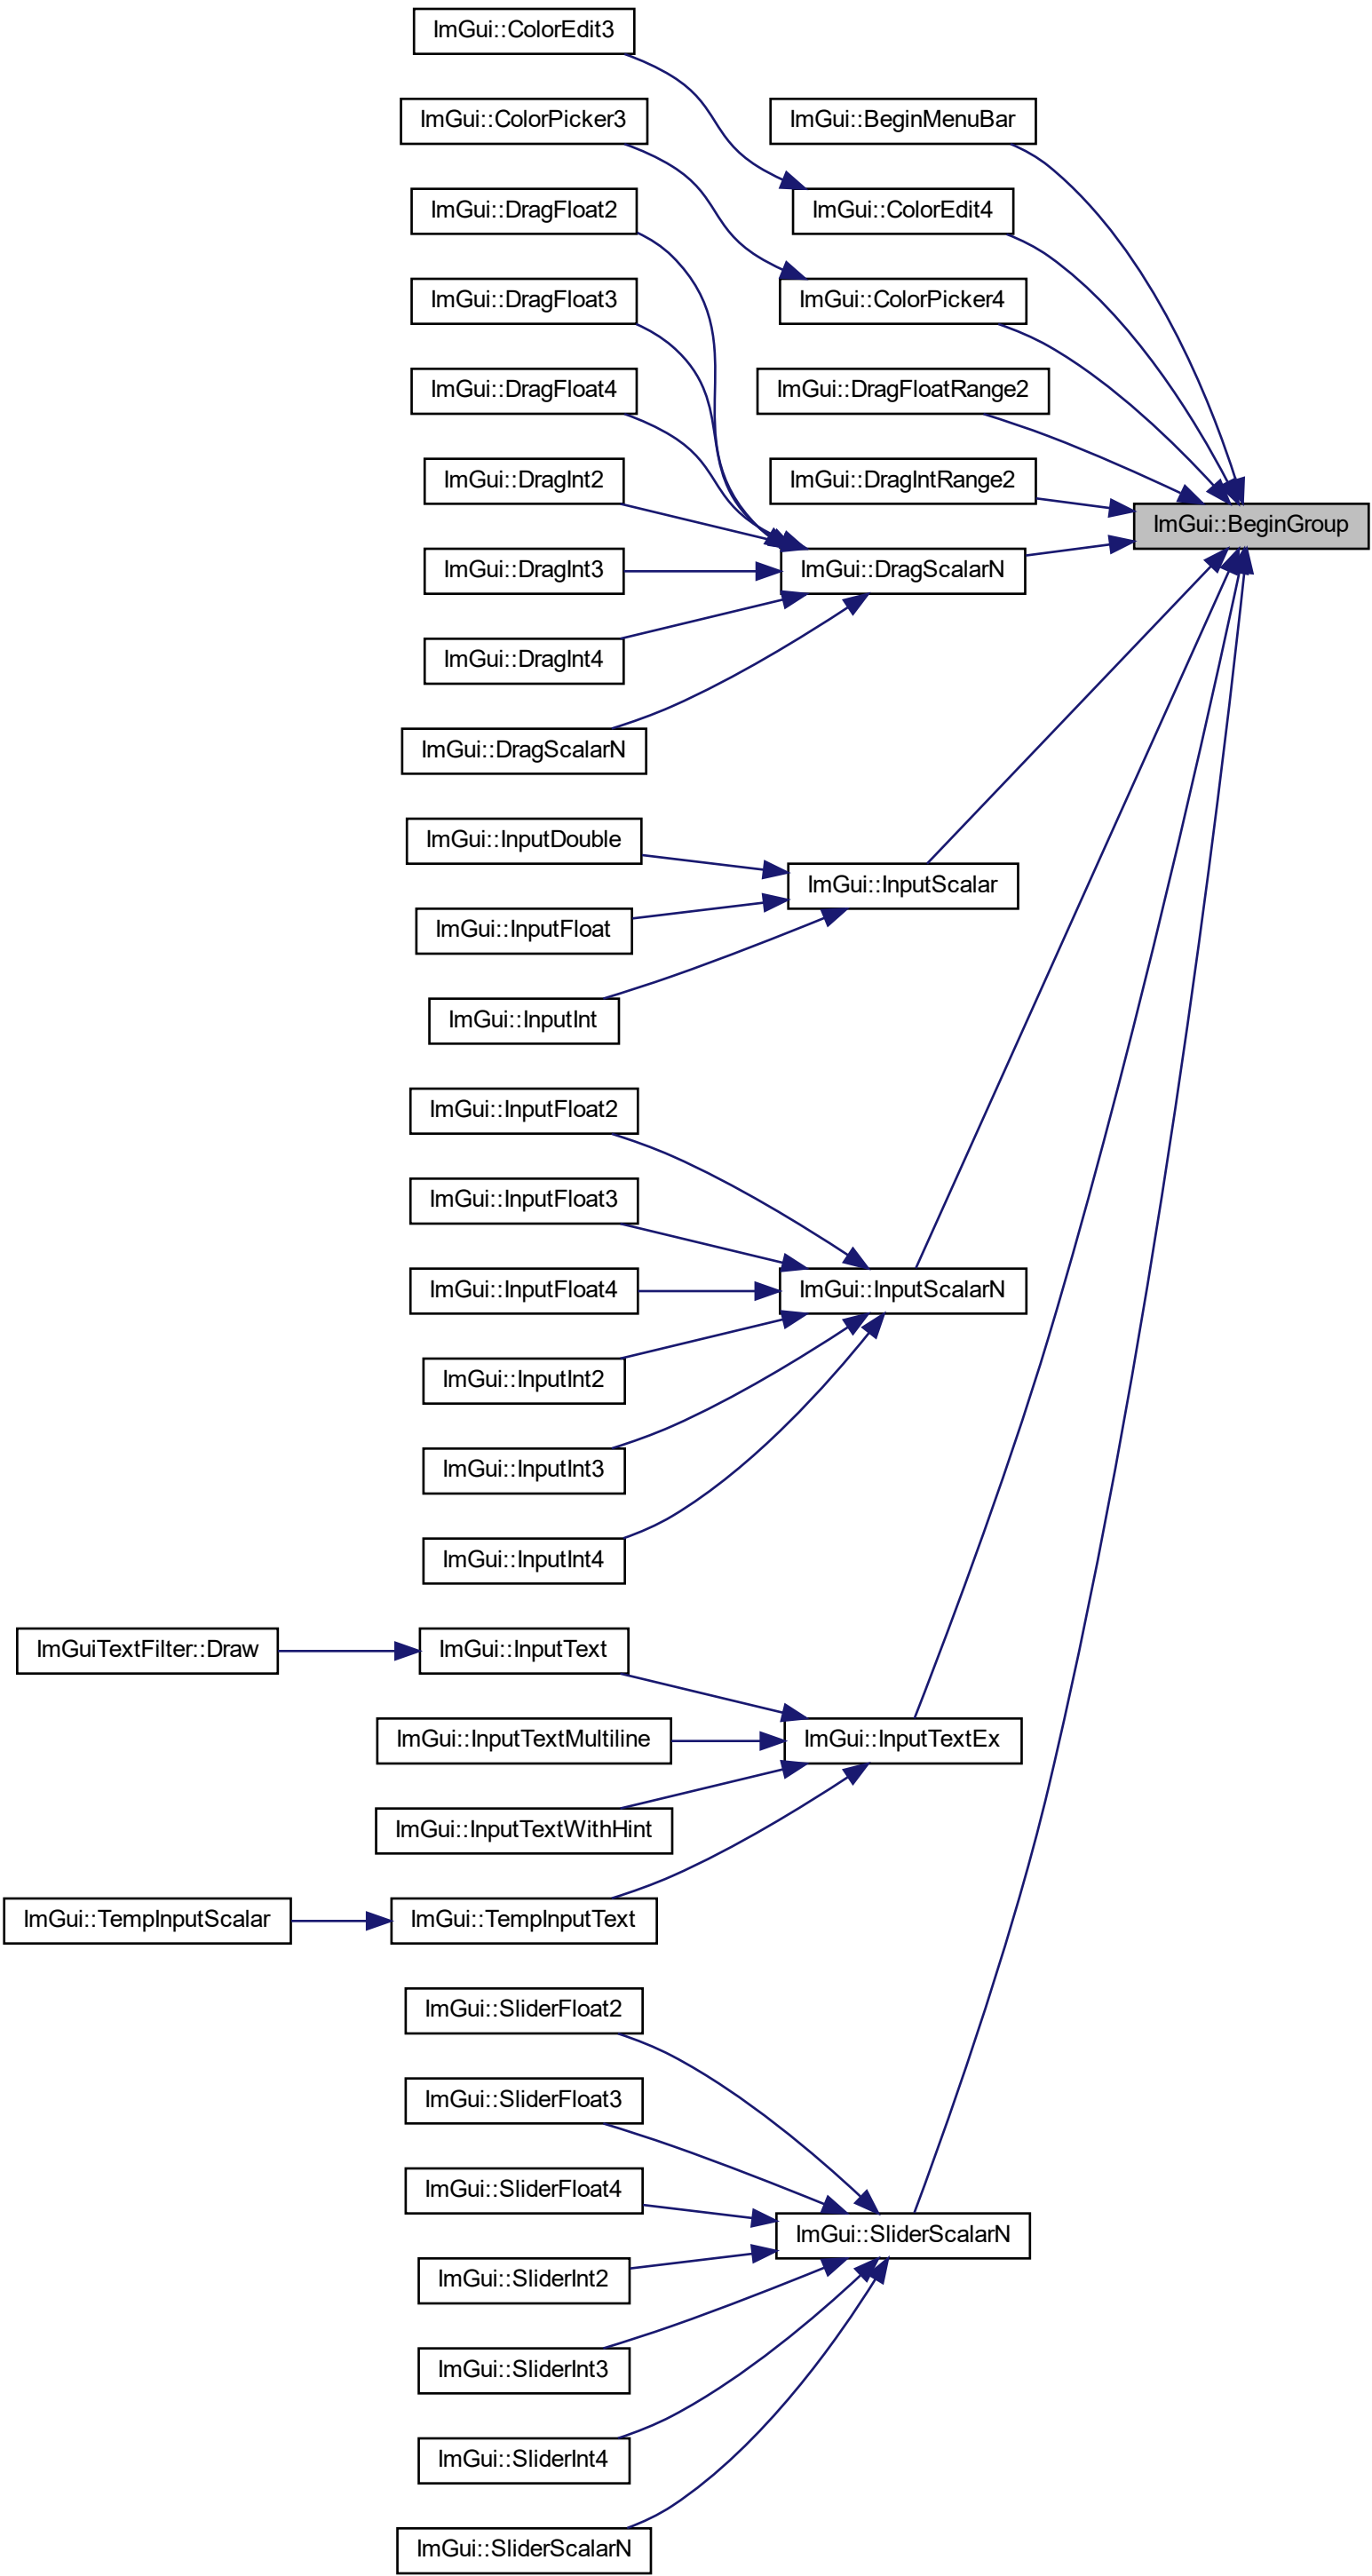 ImGui::ColorEdit3
ImGui::ColorPicker3
ImGui::BeginMenuBar
ImGui::DragFloat2
ImGui::ColorEdit4
ImGui::DragFloat3
ImGui::ColorPicker4
ImGui::DragFloat4
ImGui::DragFloatRange2
ImGui::DragInt2
ImGui::DragIntRange2
ImGui::BeginGroup
ImGui::DragInt3
ImGui::DragScalarN
ImGui::DragInt4
ImGui::DragScalarN
ImGui::InputDouble
ImGui::InputScalar
ImGui::InputFloat
ImGui::InputInt
ImGui::InputFloat2
ImGui::InputFloat3
ImGui::InputFloat4
ImGui::InputScalarN
ImGui::InputInt2
ImGui::InputInt3
ImGui::InputInt4
ImGuiTextFilter::Draw
ImGui::InputText
ImGui::InputTextMultiline
ImGui::InputTextEx
ImGui::InputTextWithHint
ImGui::TempInputScalar
ImGui::TempInputText
ImGui::SliderFloat2
ImGui::SliderFloat3
ImGui::SliderFloat4
ImGui::SliderScalarN
ImGui::SliderInt2
ImGui::SliderInt3
ImGui::SliderInt4
ImGui::SliderScalarN